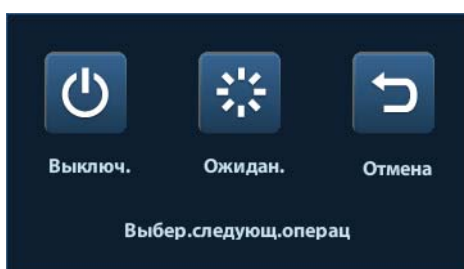 Выключ.
Ожидан.
Отмена
Выбер.следующ.операц